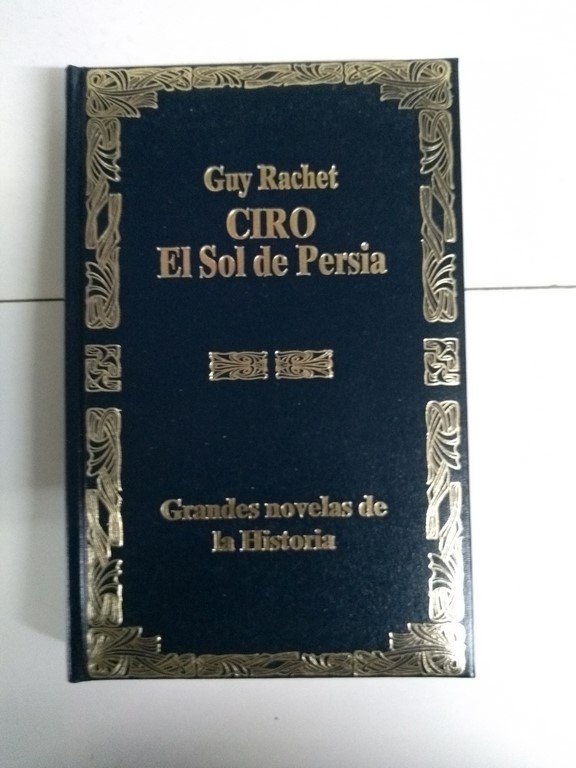 Guy Rachet
CIRO
El Sol de Persia
Grandes novelas de
la Historia